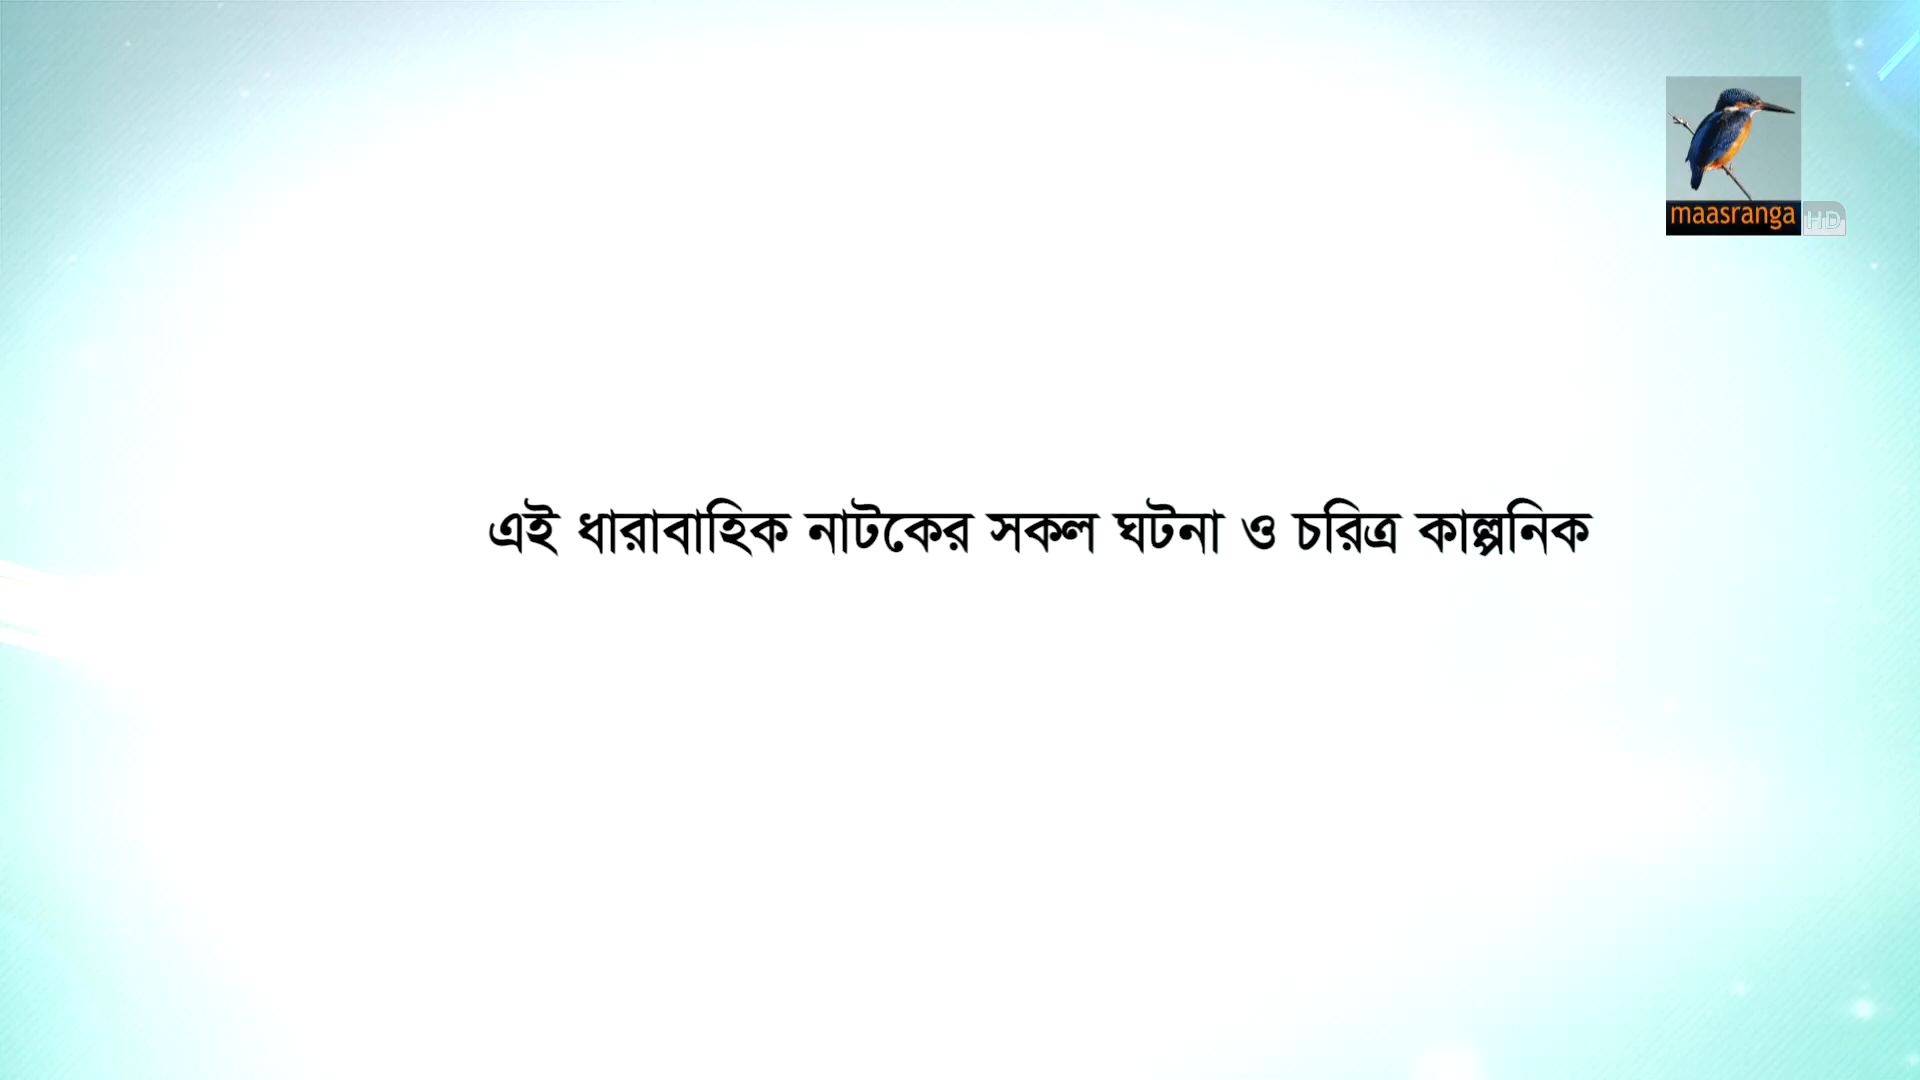 maasranga HD
এই ধারাবাহিক নাটকের সকল ঘটনা ও চরিত্র কাল্পনিক